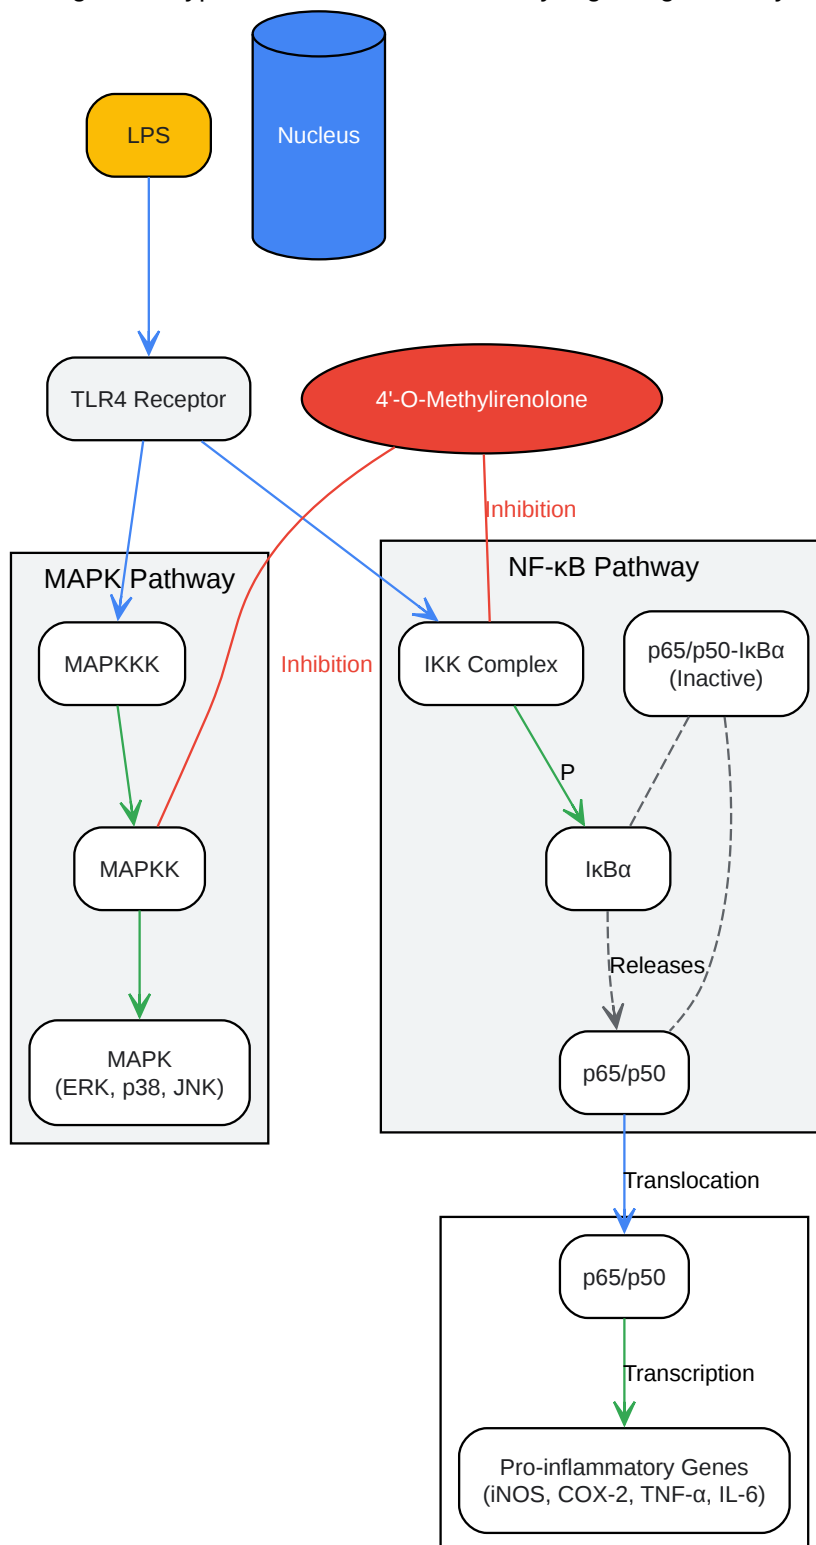 LPS
Nucleus
TLR4 Receptor
4'-O-Methylirenolone
Inhibition
MAPK Pathway
NF-κB Pathway
MAPKKK
Inhibition
IKK Complex
p65/p50-IκBα
(Inactive)
P
MAPKK
IκBα
Releases
MAPK
(ERK, p38, JNK)
p65/p50
Translocation
p65/p50
Transcription
Pro-inflammatory Genes
(iNOS, COX-2, TNF-α, IL-6)